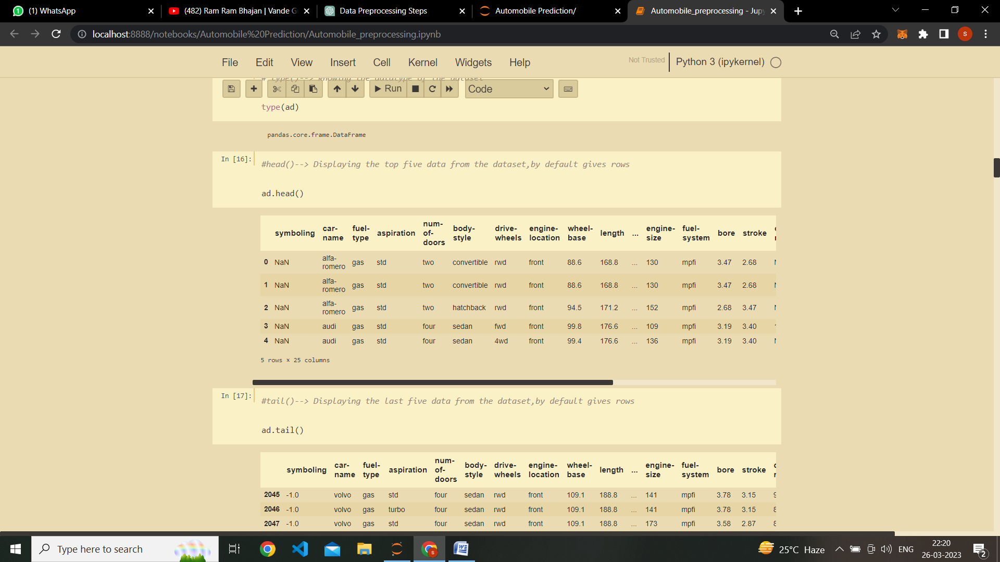 (1) WhatsApp
(482) Ram Ram Bhajan | Vande G
Data Preprocessing Steps
Automobile Prediction/
Automobile_preprocessing - Jup
localhost:8888/notebooks/Automobile%20Prediction/Automobile_preprocessing.ipynb
S
File Edit View Insert Cell Kernel Widgets Help
Not Trusted
Python 3 (ipykernel)
# type()--> Knowing the datatype of the dataset
Run
Code
type(ad)
pandas.core.frame.DataFrame
In [16]:
#head()--> Displaying the top five data from the dataset,by default gives rows
ad.head()
symboling car-name fuel-type aspiration num-of-doors body-style drive-wheels engine-location wheel-base length ... engine-size fuel-system bore stroke
0 NaN alfa-romero gas std two convertible rwd front 88.6 168.8 ... 130 mpfi 3.47 2.68
1 NaN alfa-romero gas std two convertible rwd front 88.6 168.8 ... 130 mpfi 3.47 2.68
2 NaN alfa-romero gas std two hatchback rwd front 94.5 171.2 ... 152 mpfi 2.68 3.47
3 NaN audi gas std four sedan fwd front 99.8 176.6 ... 109 mpfi 3.19 3.40
4 NaN audi gas std four sedan 4wd front 99.4 176.6 ... 136 mpfi 3.19 3.40
5 rows × 25 columns
In [17]:
#tail()--> Displaying the last five data from the dataset,by default gives rows
ad.tail()
symboling car-name fuel-type aspiration num-of-doors body-style drive-wheels engine-location wheel-base length ... engine-size fuel-system bore stroke
2045 -1.0 volvo gas std four sedan rwd front 109.1 188.8 ... 141 mpfi 3.78 3.15
2046 -1.0 volvo gas turbo four sedan rwd front 109.1 188.8 ... 141 mpfi 3.78 3.15
2047 -1.0 volvo gas std four sedan rwd front 109.1 188.8 ... 173 mpfi 3.58 2.87
Type here to search
25°C Haze
ENG
22:20
26-03-2023
2